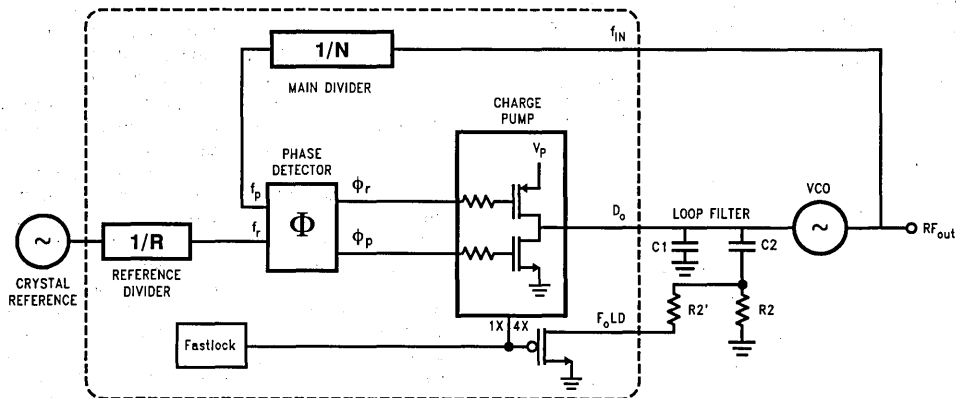 1/N
f_IN
MAIN DIVIDER
CHARGE
PUMP
V_P
PHASE
DETECTOR
f_p
ϕ_r
Φ
VCO
D_o
LOOP FILTER
~
RF_out
~
1/R
f_r
ϕ_p
C1
C2
CRYSTAL
REFERENCE
REFERENCE
DIVIDER
R2'
R2
1X
4X
F_oLD
Fastlock